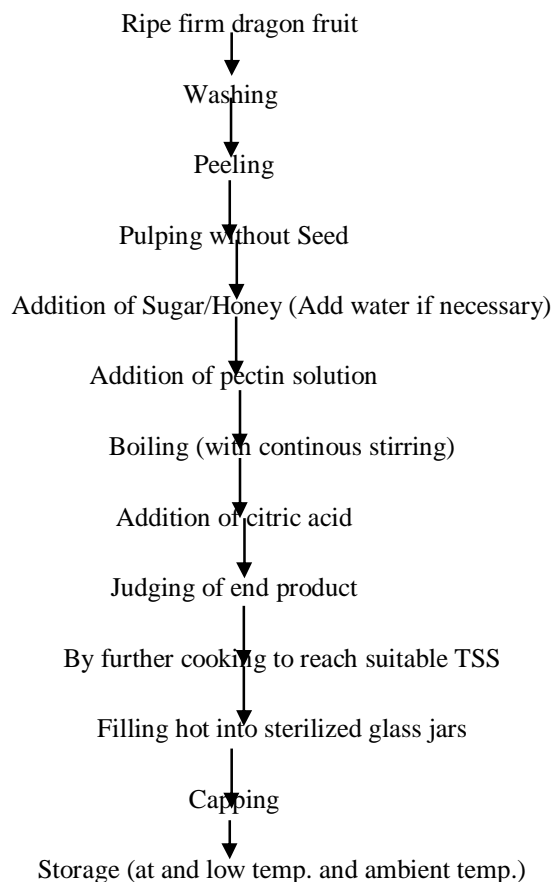 Ripe firm dragon fruit
Washing
Peeling
Pulping without Seed
Addition of Sugar/Honey (Add water if necessary)
Addition of pectin solution
Boiling (with continous stirring)
Addition of citric acid
Judging of end product
By further cooking to reach suitable TSS
Filling hot into sterilized glass jars
Capping
Storage (at and low temp. and ambient temp.)